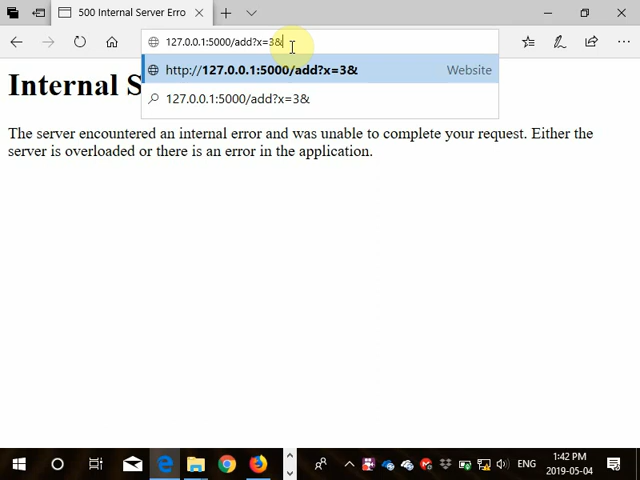 500 Internal Server Erro
127.0.0.1:5000/add?x=3&
http://127.0.0.1:5000/add?x=3& Website
127.0.0.1:5000/add?x=3&
Internal S
The server encountered an internal error and was unable to complete your request. Either the
server is overloaded or there is an error in the application.
ENG
1:42 PM
2019-05-04